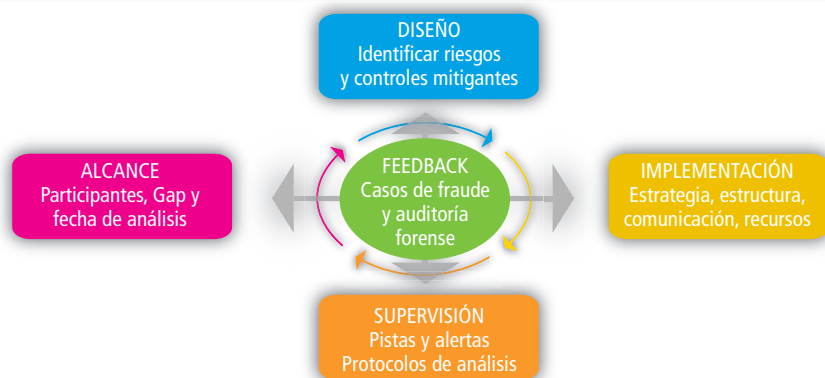 DISEÑO
Identificar riesgos
y controles mitigantes
ALCANCE
Participantes, Gap y
fecha de análisis
FEEDBACK
Casos de fraude
y auditoría
forense
IMPLEMENTACIÓN
Estrategia, estructura,
comunicación, recursos
SUPERVISIÓN
Pistas y alertas
Protocolos de análisis